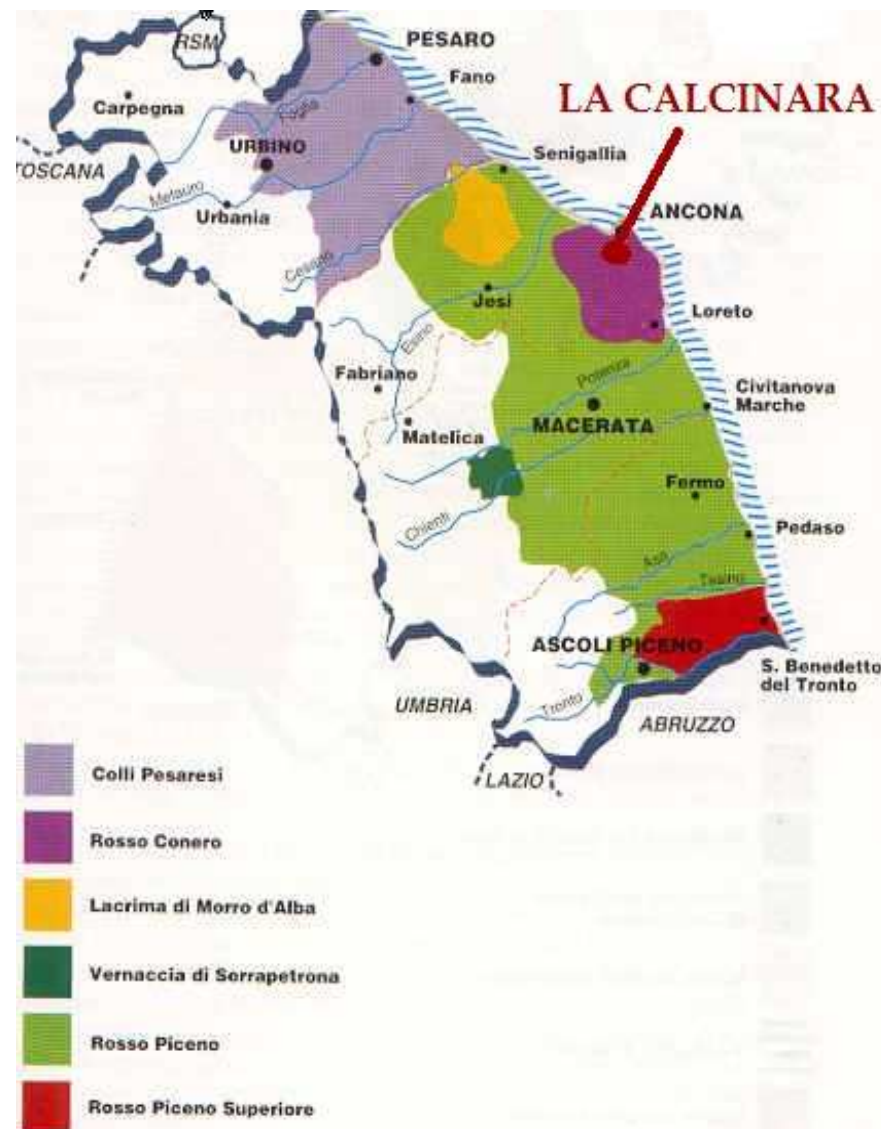 RSM
PESARO
Fano
Carpegna
Foglia
LA CALCINARA
URBINO
TOSCANA
Senigallia
Metauro
Urbania
ANCONA
Cesano
Jesi
Loreto
Esino
Fabriano
Potenza
Civitanova
Marche
MACERATA
Matelica
Fermo
Chienti
Pedaso
Aso
Tesino
ASCOLI PICENO
S. Benedetto
del Tronto
UMBRIA
Tronto
ABRUZZO
LAZIO
Colli Pesaresi
Rosso Conero
Lacrima di Morro d'Alba
Vernaccia di Serrapetrona
Rosso Piceno
Rosso Piceno Superiore